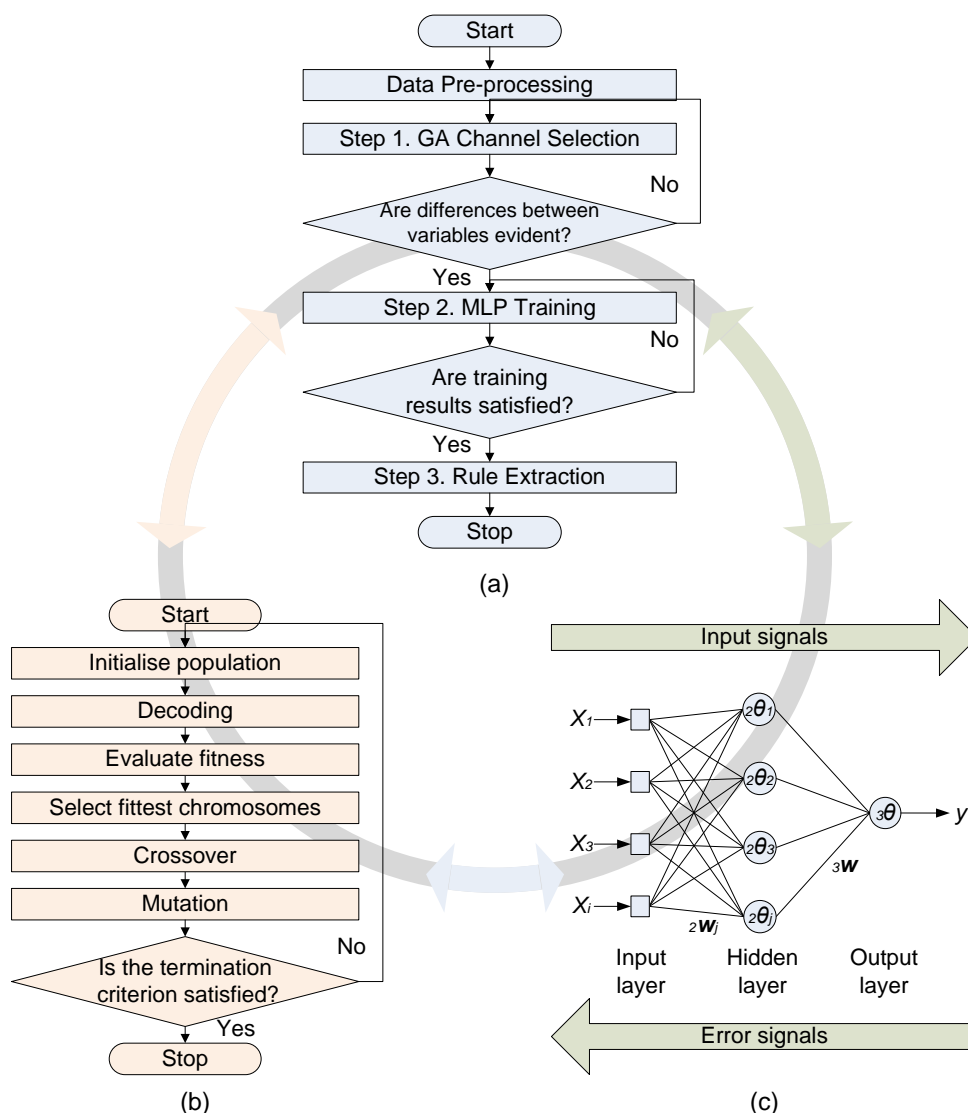 Start
Data Pre-processing
Step 1. GA Channel Selection
No
Are differences between
variables evident?
Yes
Step 2. MLP Training
No
Are training
results satisfied?
Yes
Step 3. Rule Extraction
Stop
(a)
Start
Initialise population
Decoding
Evaluate fitness
Select fittest chromosomes
Crossover
Mutation
No
Is the termination
criterion satisfied?
Yes
Stop
(b)
Input signals
X₁
X₂
X₃
Xᵢ
₂θ₁
₂θ₂
₂θ₃
₂θⱼ
₃θ
y
₃w
₂wⱼ
Input
layer
Hidden
layer
Output
layer
Error signals
(c)